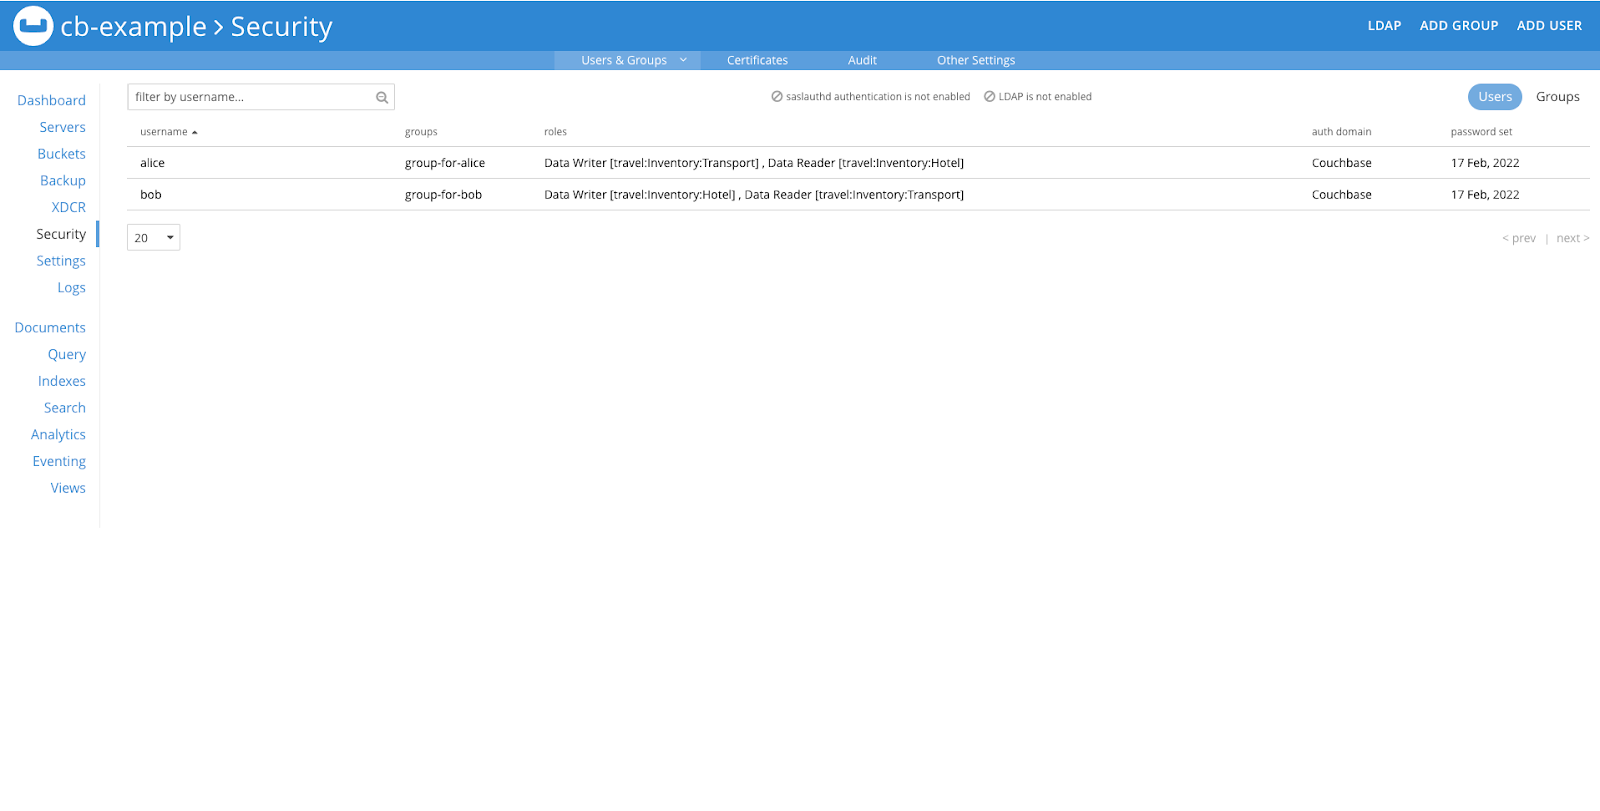 cb-example > Security
LDAP ADD GROUP ADD USER
Users & Groups Certificates Audit Other Settings
Dashboard
Servers
Buckets
Backup
XDCR
Security
Settings
Logs
Documents
Query
Indexes
Search
Analytics
Eventing
Views
filter by username...
saslauthd authentication is not enabled LDAP is not enabled
Users Groups
username groups roles auth domain password set
alice group-for-alice Data Writer [travel:Inventory:Transport] , Data Reader [travel:Inventory:Hotel] Couchbase 17 Feb, 2022
bob group-for-bob Data Writer [travel:Inventory:Hotel] , Data Reader [travel:Inventory:Transport] Couchbase 17 Feb, 2022
20
< prev | next >